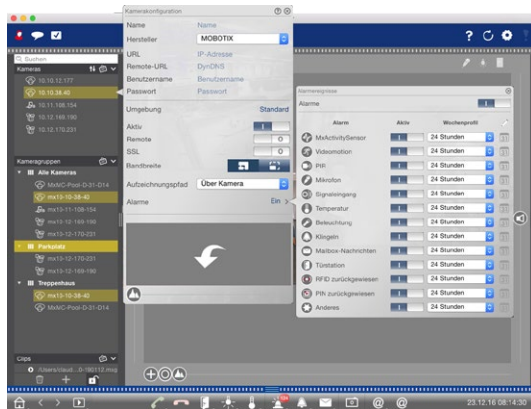 Kamerakonfiguration
Name Name
Hersteller MOBOTIX
URL IP-Adresse
Remote-URL DynDNS
Benutzername Benutzername
Passwort Passwort
Umgebung Standard
Aktiv
Remote
SSL
Bandbreite
Aufzeichnungspfad Über Kamera
Alarme Ein >
Suchen
Kameras
10.10.12.177
10.10.38.40
10.11.108.154
10.12.169.190
10.12.170.231
Kameragruppen
Alle Kameras
MxMC-Pool-D-31-D14
mx10-10-38-40
mx13-11-108-154
mx13-12-169-190
mx13-12-170-231
Parkplatz
mx13-12-170-231
mx13-12-169-190
Treppenhaus
mx10-10-38-40
MxMC-Pool-D-31-D14
Clips
Alarmereignisse
Alarme
Alarm Aktiv Wochenprofil
MxActivitySensor 24 Stunden
Videomotion 24 Stunden
PIR 24 Stunden
Mikrofon 24 Stunden
Signaleingang 24 Stunden
Temperatur 24 Stunden
Beleuchtung 24 Stunden
Klingeln 24 Stunden
Mailbox-Nachrichten 24 Stunden
Türstation 24 Stunden
RFID zurückgewiesen 24 Stunden
PIN zurückgewiesen 24 Stunden
Anderes 24 Stunden
23.12.16 08:14:30